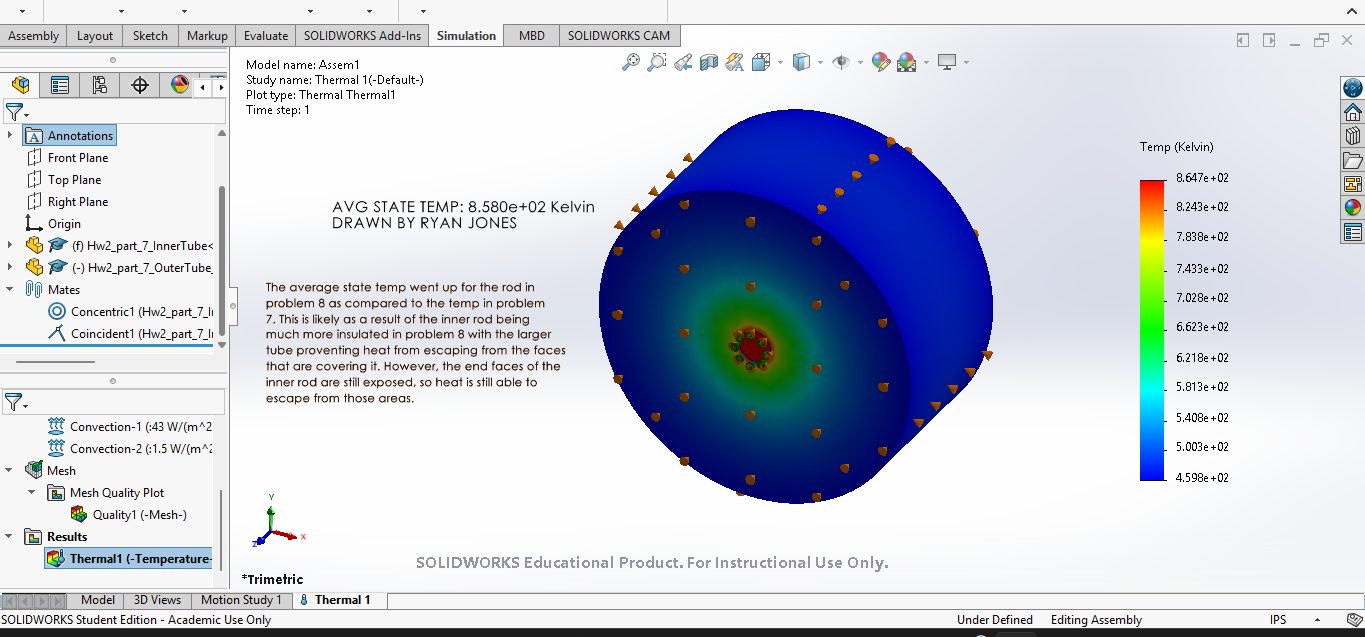 Assembly Layout Sketch Markup Evaluate SOLIDWORKS Add-Ins Simulation MBD SOLIDWORKS CAM
Model name: Assem1
Study name: Thermal 1(-Default-)
Plot type: Thermal Thermal1
Time step: 1
Annotations
Front Plane
Top Plane
Right Plane
Origin
(f) Hw2_part_7_InnerTube<
(-) Hw2_part_7_OuterTube_
Mates
Concentric1 (Hw2_part_7_I
Coincident1 (Hw2_part_7_I
Convection-1 (:43 W/(m^2
Convection-2 (:1.5 W/(m^2
Mesh
Mesh Quality Plot
Quality1 (-Mesh-)
Results
Thermal1 (-Temperature-
AVG STATE TEMP: 8.580e+02 Kelvin
DRAWN BY RYAN JONES
The average state temp went up for the rod in
problem 8 as compared to the temp in problem
7. This is likely as a result of the inner rod being
much more insulated in problem 8 with the larger
tube proventing heat from escaping from the faces
that are covering it. However, the end faces of the
inner rod are still exposed, so heat is still able to
escape from those areas.
Temp (Kelvin)
8.647e+02
8.243e+02
7.838e+02
7.433e+02
7.028e+02
6.623e+02
6.218e+02
5.813e+02
5.408e+02
5.003e+02
4.598e+02
Y
X
Z
SOLIDWORKS Educational Product. For Instructional Use Only.
*Trimetric
Model 3D Views Motion Study 1 Thermal 1
SOLIDWORKS Student Edition - Academic Use Only Under Defined Editing Assembly IPS